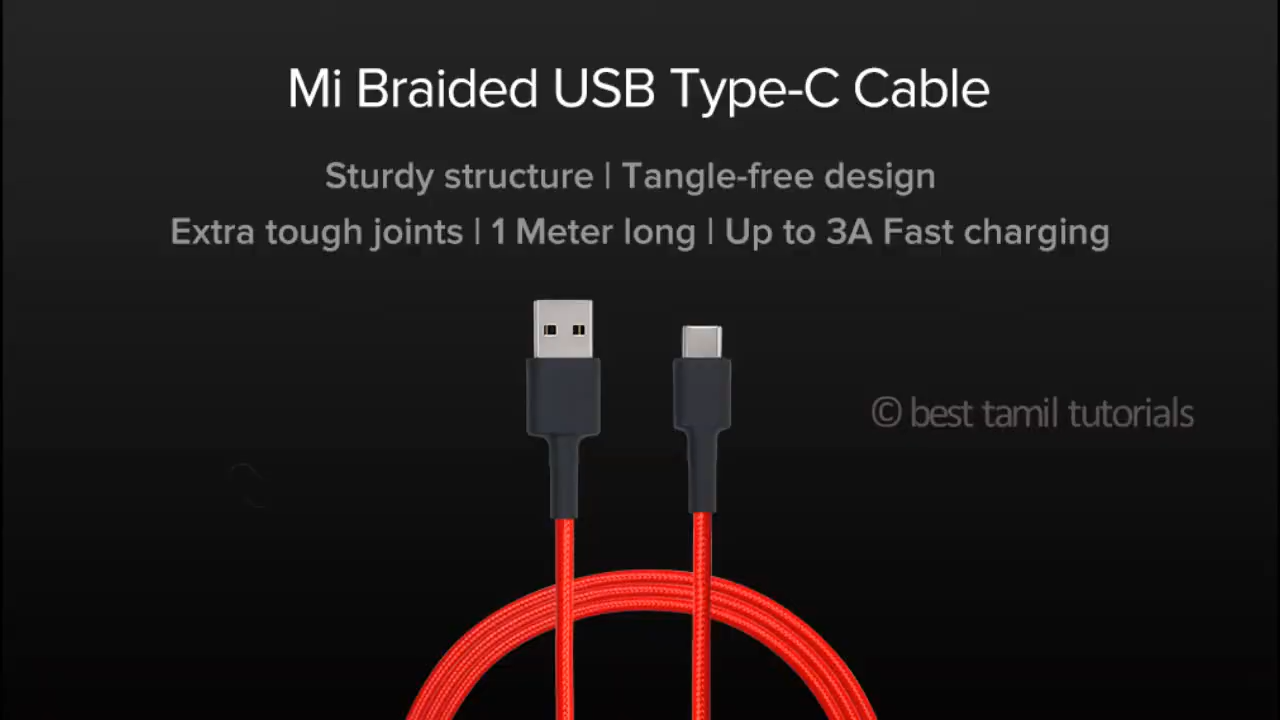 Mi Braided USB Type-C Cable
Sturdy structure | Tangle-free design
Extra tough joints | 1 Meter long | Up to 3A Fast charging
© best tamil tutorials